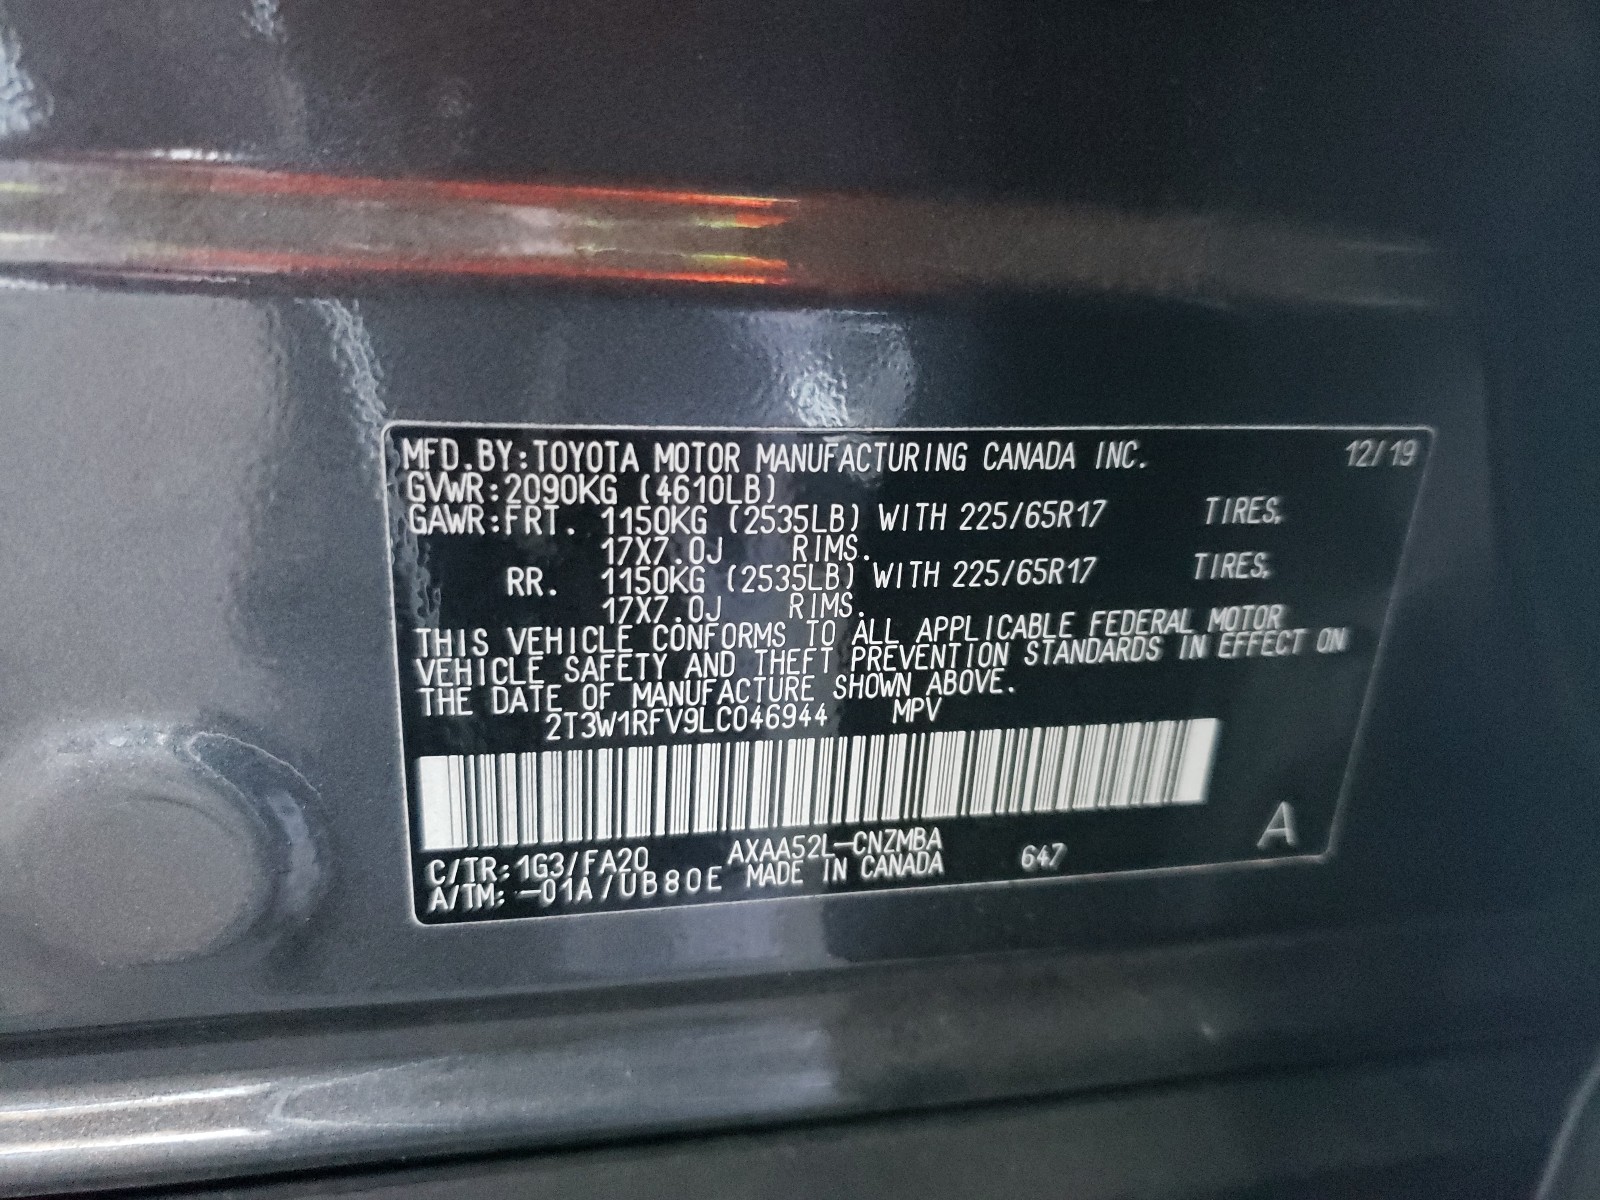 MFD.BY:TOYOTA MOTOR MANUFACTURING CANADA INC. 12/19
GVWR:2090KG (4610LB)
GAWR:FRT. 1150KG (2535LB) WITH 225/65R17 TIRES,
17X7.0J RIMS.
RR. 1150KG (2535LB) WITH 225/65R17 TIRES,
17X7.0J RIMS.
THIS VEHICLE CONFORMS TO ALL APPLICABLE FEDERAL MOTOR
VEHICLE SAFETY AND THEFT PREVENTION STANDARDS IN EFFECT ON
THE DATE OF MANUFACTURE SHOWN ABOVE.
2T3W1RFV9LC046944 MPV
C/TR:1G3/FA20 AXAA52L-CNZMBA 647 A
A/TM:-01A/UB80E MADE IN CANADA